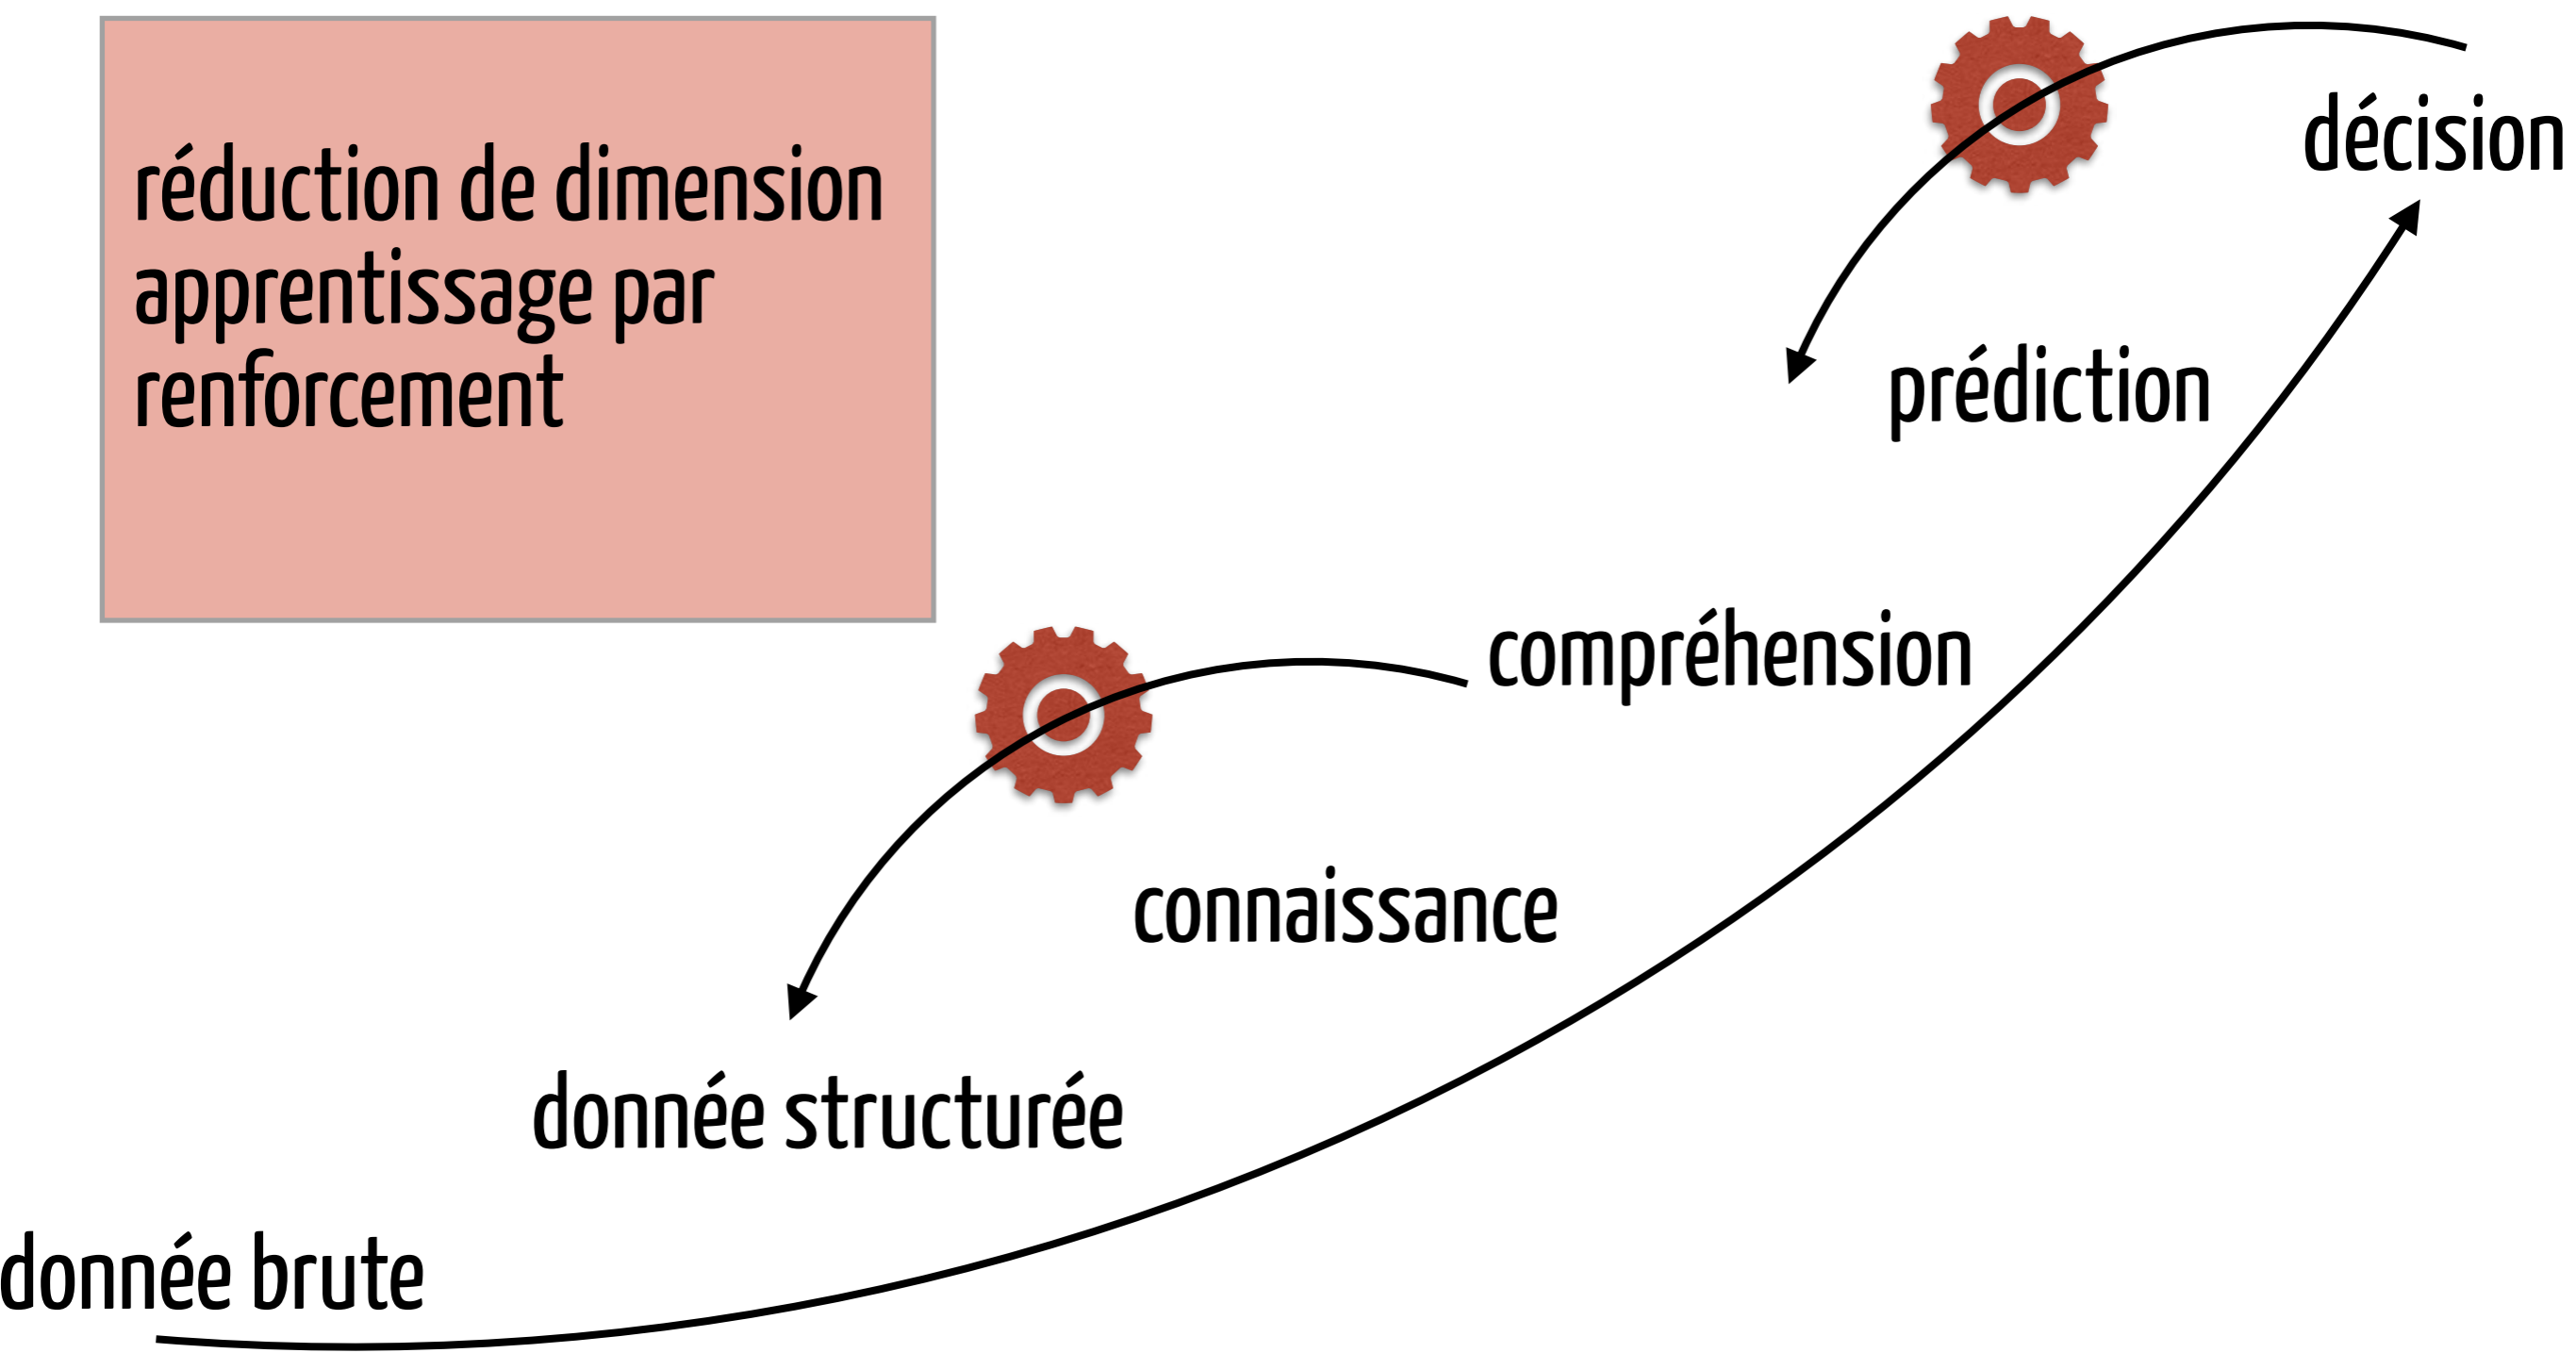 réduction de dimension
apprentissage par
renforcement
décision
prédiction
compréhension
connaissance
donnée structurée
donnée brute